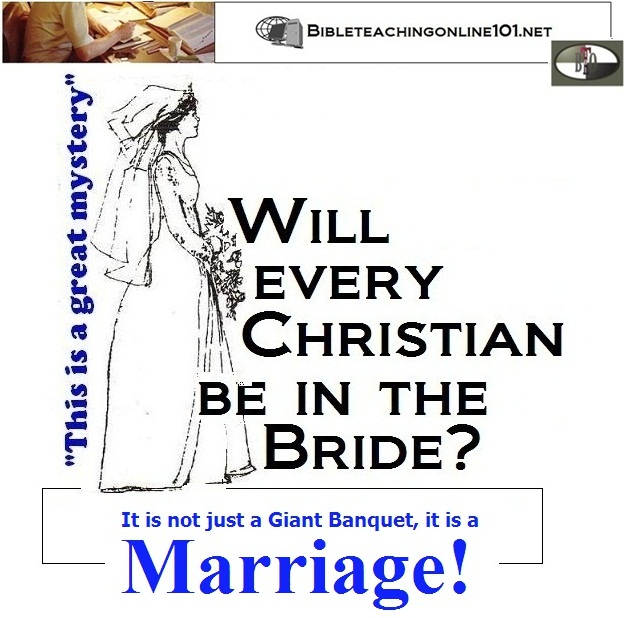 BIBLETEACHINGONLINE101.NET
"This is a great mystery"
WILL
EVERY
CHRISTIAN
BE IN THE
BRIDE?
It is not just a Giant Banquet, it is a
Marriage!